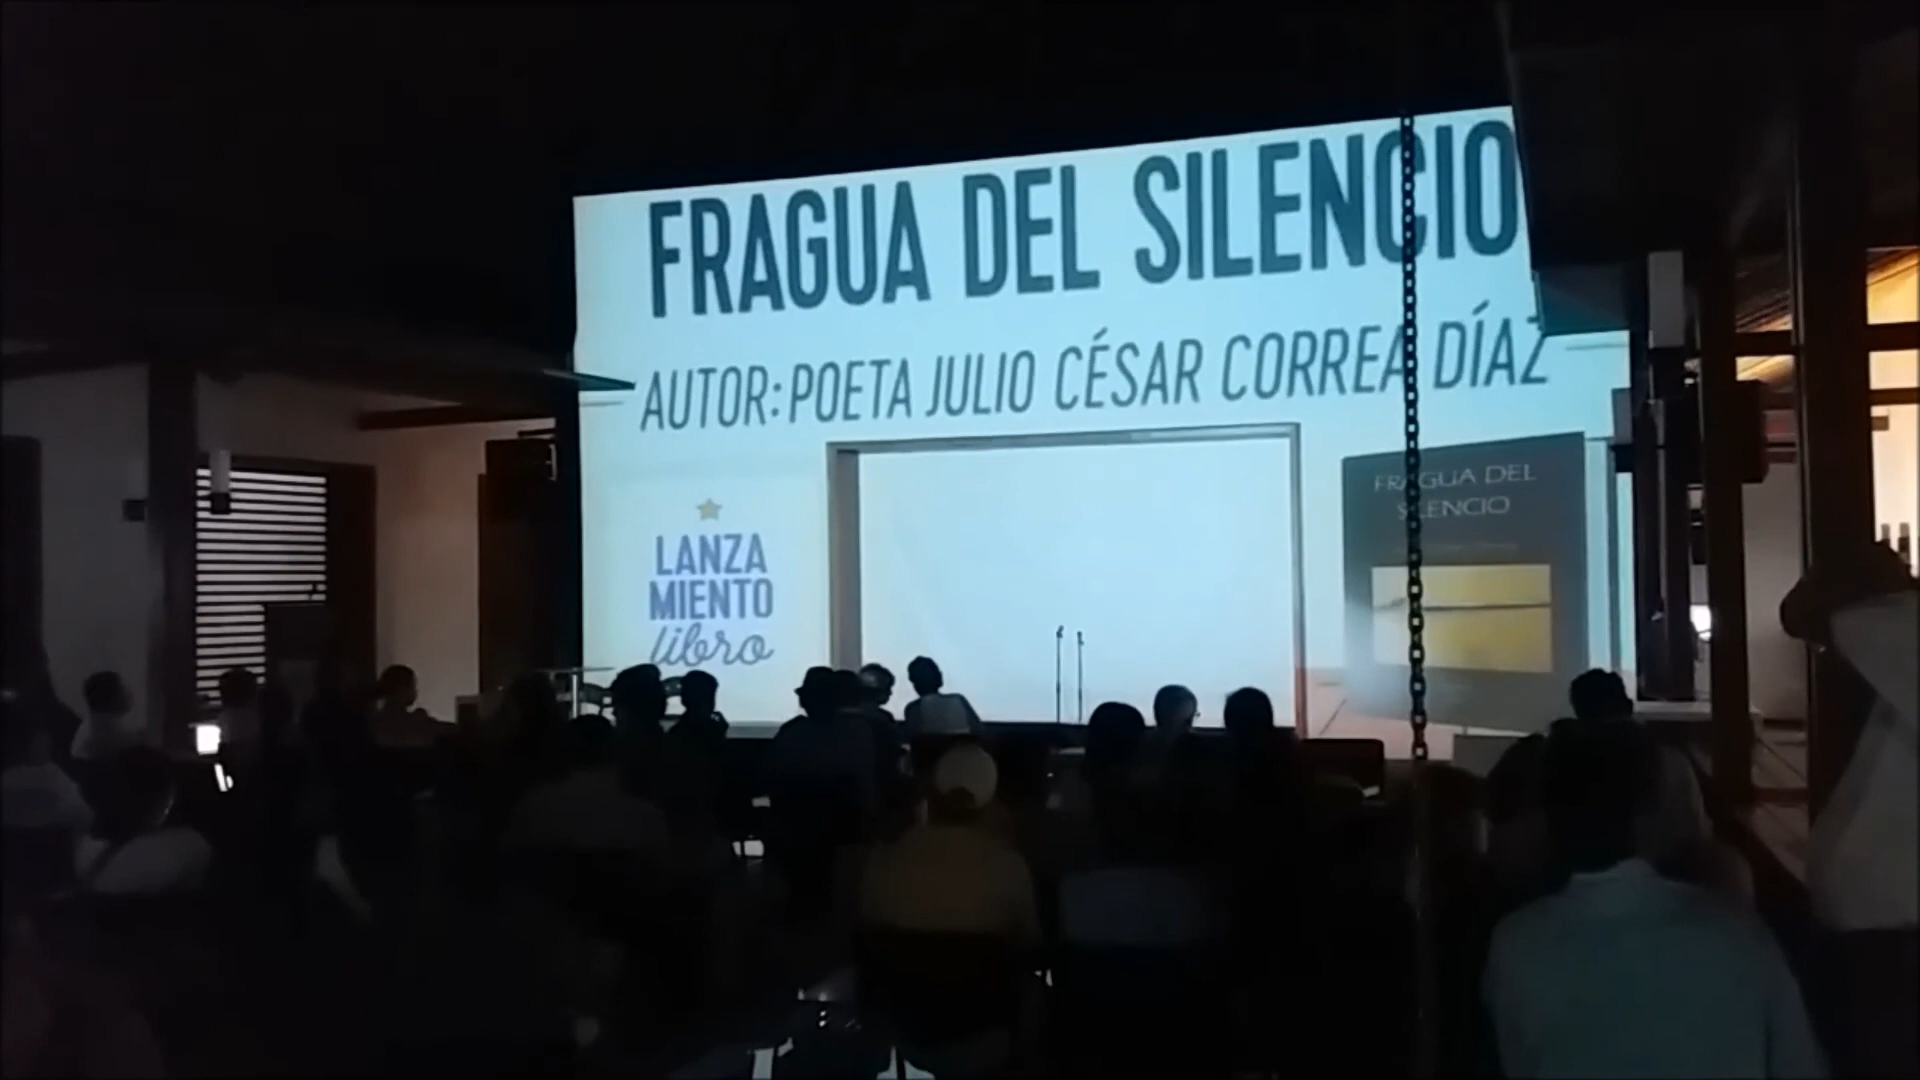 FRAGUA DEL SILENCIO
AUTOR: POETA JULIO CÉSAR CORREA DÍAZ
LANZA
MIENTO
libro
FRAGUA DEL
SILENCIO